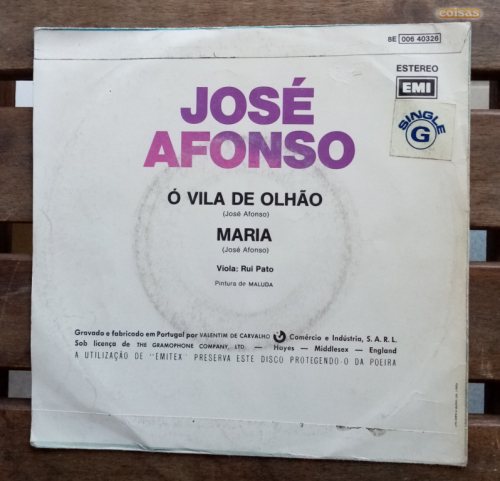 coisas
8E 006 40326
ESTEREO
EMI
SINGLE
G
JOSÉ
AFONSO
Ó VILA DE OLHÃO
(José Afonso)
MARIA
(José Afonso)
Viola: Rui Pato
Pintura de MALUDA
Gravado e fabricado em Portugal por VALENTIM DE CARVALHO Comércio e Indústria, S. A. R. L.
Sob licença de THE GRAMOPHONE COMPANY, LTD — Hayes — Middlesex — England
A UTILIZAÇÃO DE "EMITEX" PRESERVA ESTE DISCO PROTEGENDO-O DA POEIRA